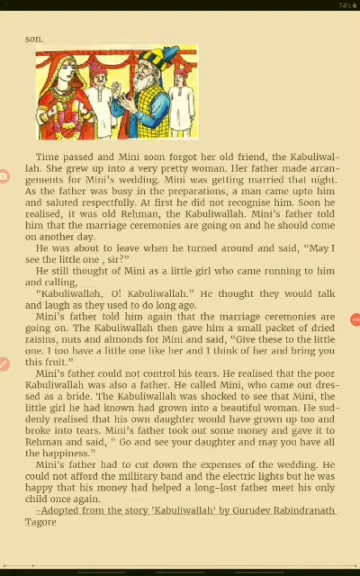 74%
son.
Time passed and Mini soon forgot her old friend, the Kabuliwal-
lah. She grew up into a very pretty woman. Her father made arran-
gements for Mini's wedding. Mini was getting married that night.
As the father was busy in the preparations, a man came upto him
and saluted respectfully. At first he did not recognise him. Soon he
realised, it was old Rehman, the Kabuliwallah. Mini's father told
him that the marriage ceremonies are going on and he should come
on another day.
He was about to leave when he turned around and said, "May I
see the little one , sir?"
He still thought of Mini as a little girl who came running to him
and calling,
"Kabuliwallah, O! Kabuliwallah." He thought they would talk
and laugh as they used to do long ago.
Mini's father told him again that the marriage ceremonies are
going on. The Kabuliwallah then gave him a small packet of dried
raisins, nuts and almonds for Mini and said, "Give these to the little
one. I too have a little one like her and I think of her and bring you
this fruit."
Mini's father could not control his tears. He realised that the poor
Kabuliwallah was also a father. He called Mini, who came out dres-
sed as a bride. The Kabuliwallah was shocked to see that Mini, the
little girl he had known had grown into a beautiful woman. He sud-
denly realised that his own daughter would have grown up too and
broke into tears. Mini's father took out some money and gave it to
Rehman and said, " Go and see your daughter and may you have all
the happiness."
Mini's father had to cut down the expenses of the wedding. He
could not afford the millitary band and the electric lights but he was
happy that his money had helped a long-lost father meet his only
child once again.
-Adopted from the story 'Kabuliwallah' by Gurudev Rabindranath
Tagore